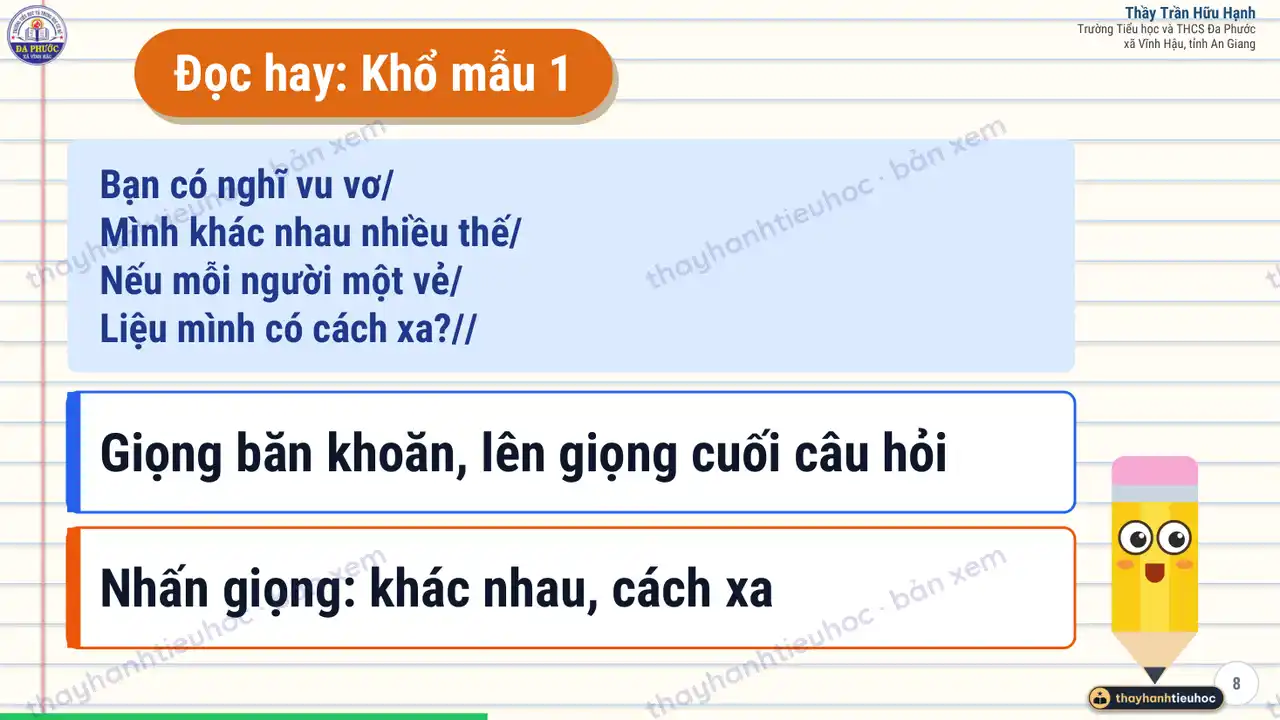 Thầy Trần Hữu Hạnh
Trường Tiểu học và THCS Đa Phước
xã Vĩnh Hậu, tỉnh An Giang
ĐA PHƯỚC
Đọc hay: Khổ mẫu 1
Bạn có nghĩ vu vơ/
Mình khác nhau nhiều thế/
Nếu mỗi người một vẻ/
Liệu mình có cách xa?//
Giọng băn khoăn, lên giọng cuối câu hỏi
Nhấn giọng: khác nhau, cách xa
thayhanhtieuhoc · bản xem
thayhanhtieuhoc · bản xem
thayhanhtieuhoc · bản xem
thayhanhtieuhoc · bản xem
thayhanhtieuhoc
8